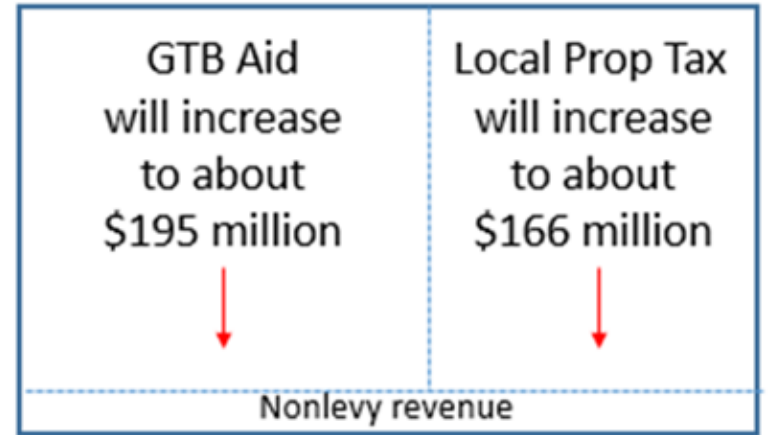 GTB Aid
will increase
to about
$195 million
Local Prop Tax
will increase
to about
$166 million
Nonlevy revenue